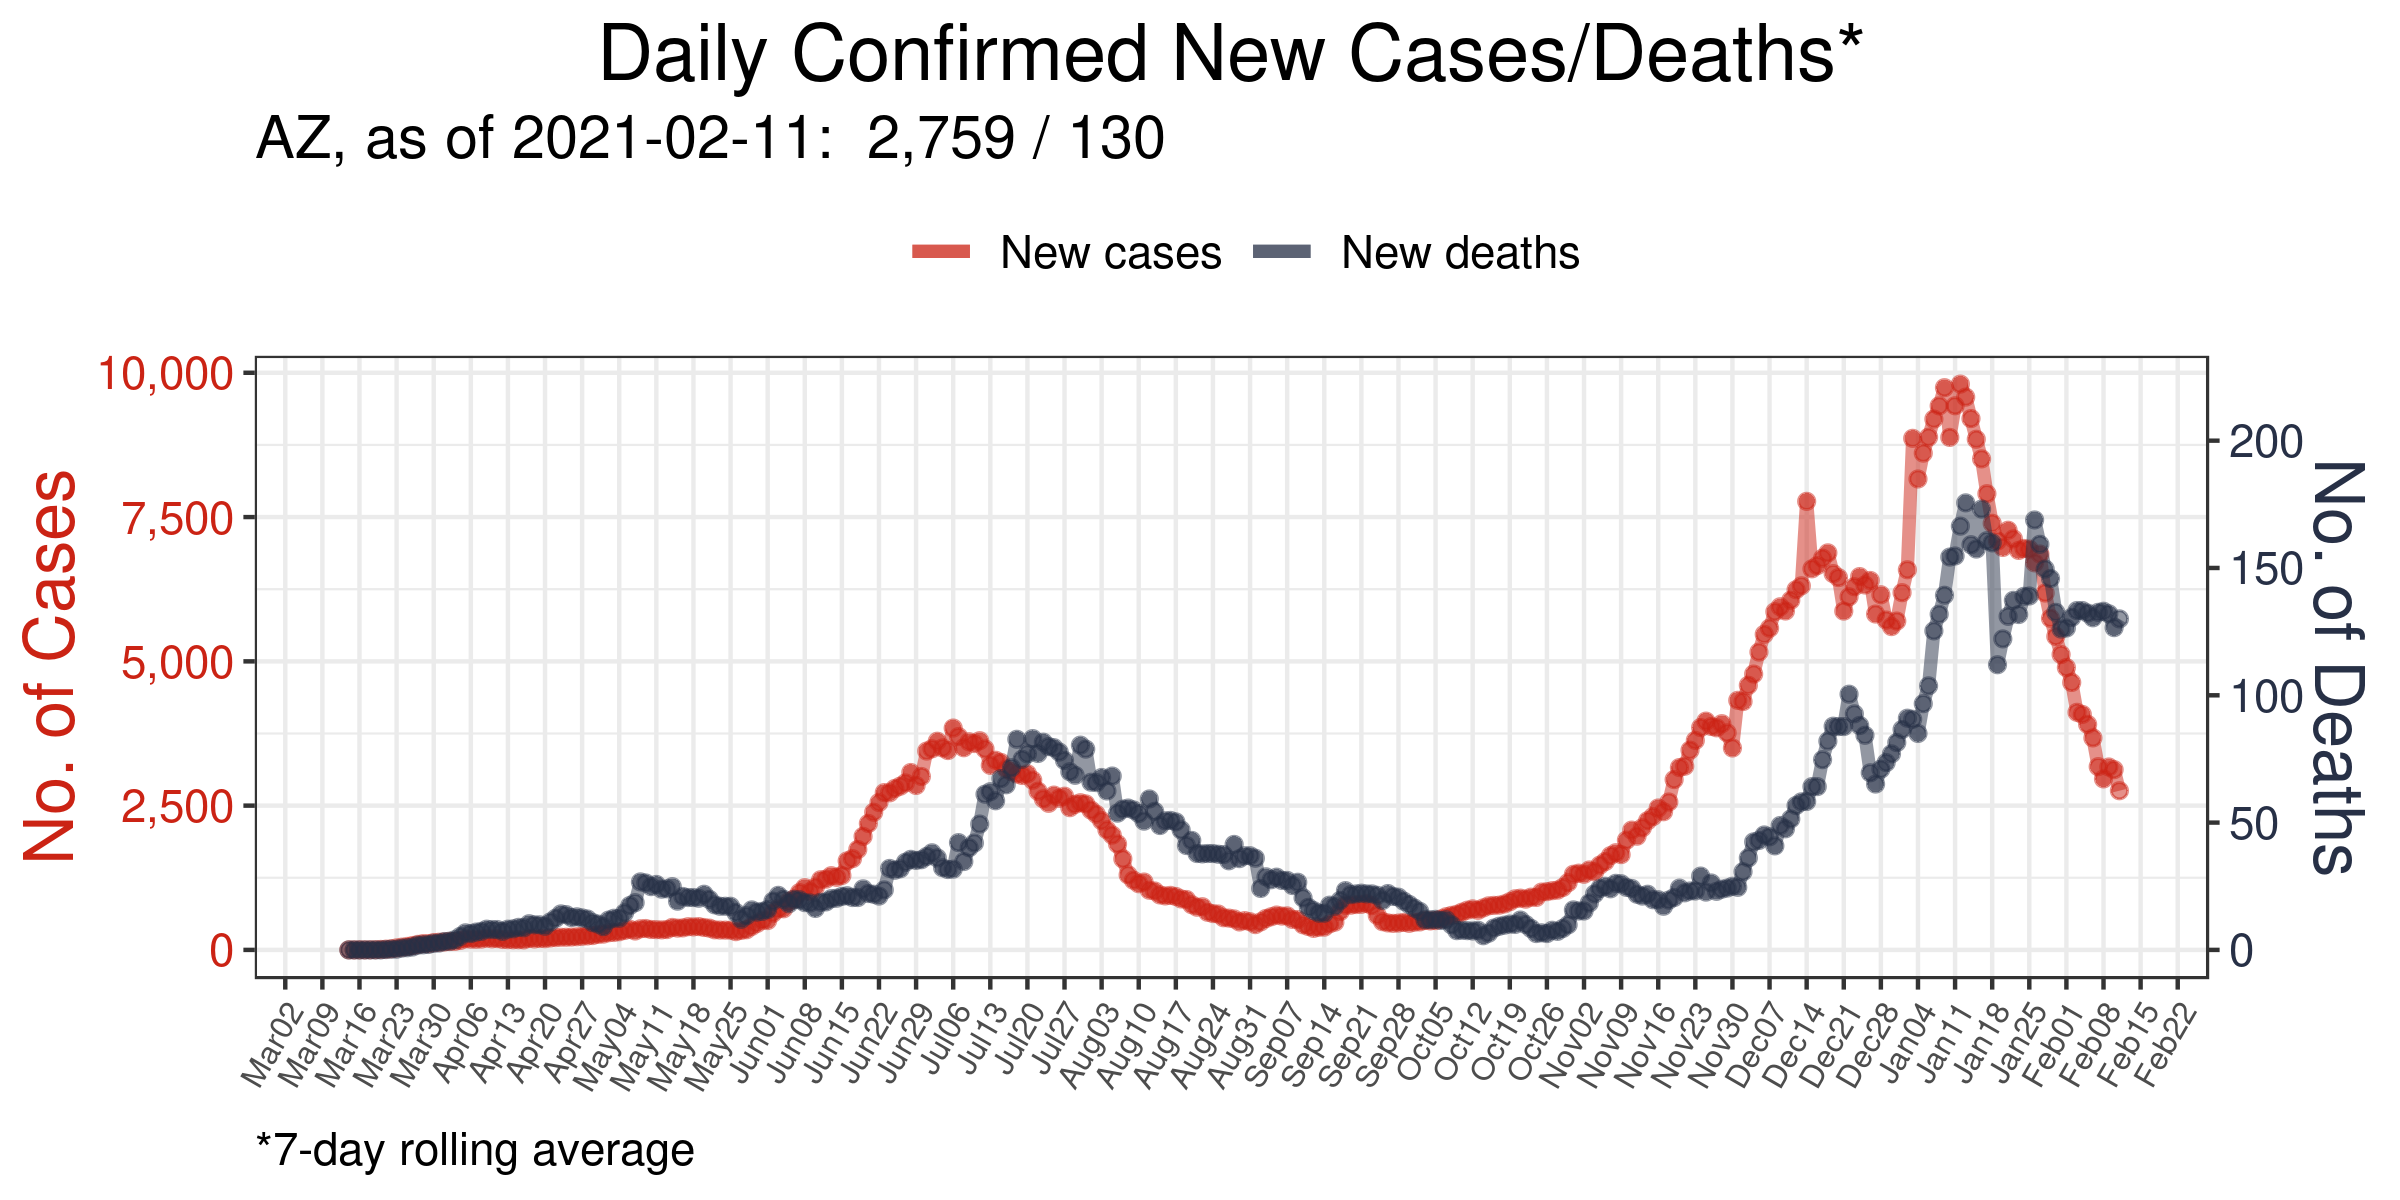 Daily Confirmed New Cases/Deaths*
AZ, as of 2021-02-11:  2,759 / 130
New cases
New deaths
No. of Cases
10,000
7,500
5,000
2,500
0
No. of Deaths
200
150
100
50
0
Mar02
Mar09
Mar16
Mar23
Mar30
Apr06
Apr13
Apr20
Apr27
May04
May11
May18
May25
Jun01
Jun08
Jun15
Jun22
Jun29
Jul06
Jul13
Jul20
Jul27
Aug03
Aug10
Aug17
Aug24
Aug31
Sep07
Sep14
Sep21
Sep28
Oct05
Oct12
Oct19
Oct26
Nov02
Nov09
Nov16
Nov23
Nov30
Dec07
Dec14
Dec21
Dec28
Jan04
Jan11
Jan18
Jan25
Feb01
Feb08
Feb15
Feb22
*7-day rolling average